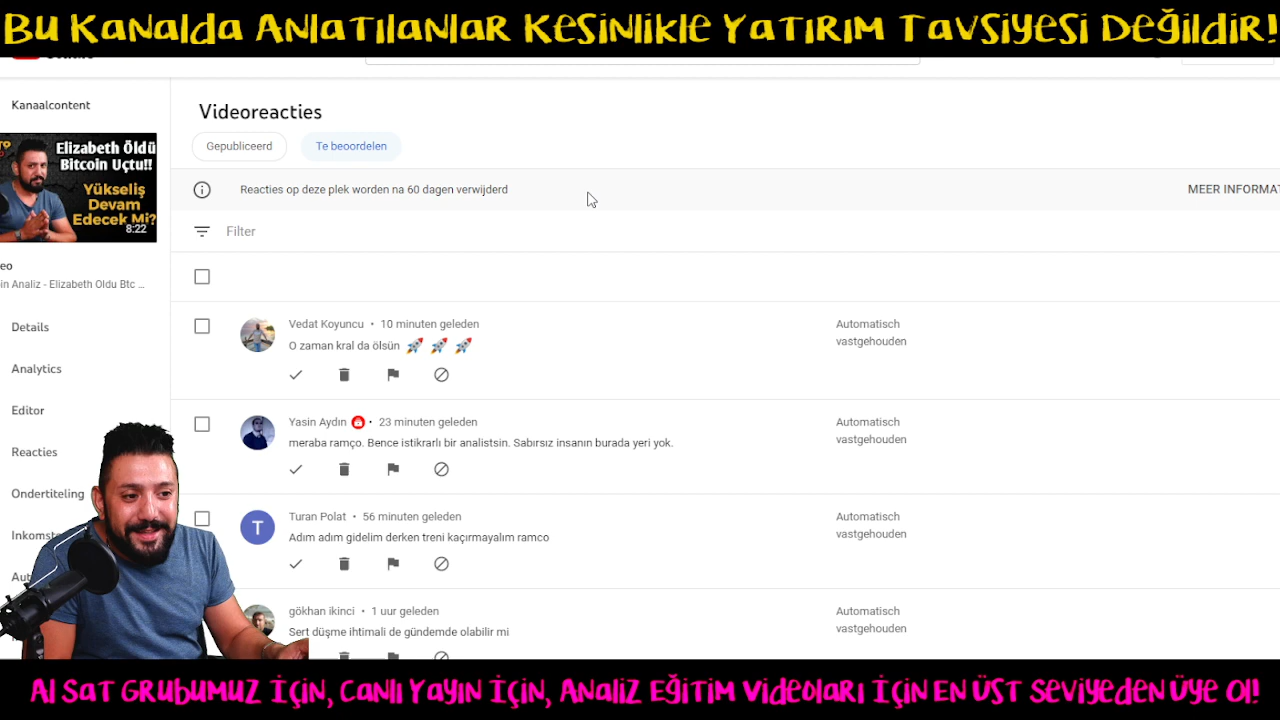 Bu Kanalda Anlatılanlar Kesinlikle Yatırım Tavsiyesi Değildir!
Kanaalcontent
Videoreacties
Gepubliceerd
Te beoordelen
Elizabeth Öldü
Bitcoin Uçtu!!
Yükseliş
Devam
Edecek Mi?
8:22
Reacties op deze plek worden na 60 dagen verwijderd
MEER INFORMAT
Filter
eo
in Analiz - Elizabeth Oldu Btc ...
Details
Analytics
Editor
Reacties
Ondertiteling
Inkomst
Aut
Vedat Koyuncu • 10 minuten geleden
O zaman kral da ölsün 🚀 🚀 🚀
Automatisch
vastgehouden
Yasin Aydın • 23 minuten geleden
meraba ramço. Bence istikrarlı bir analistsin. Sabırsız insanın burada yeri yok.
Automatisch
vastgehouden
T
Turan Polat • 56 minuten geleden
Adım adım gidelim derken treni kaçırmayalım ramco
Automatisch
vastgehouden
gökhan ikinci • 1 uur geleden
Sert düşme ihtimali de gündemde olabilir mi
Automatisch
vastgehouden
Al Sat Grubumuz İçin, Canlı Yayın İçin, Analiz Eğitim Videoları İçin En Üst Seviyeden Üye Ol!